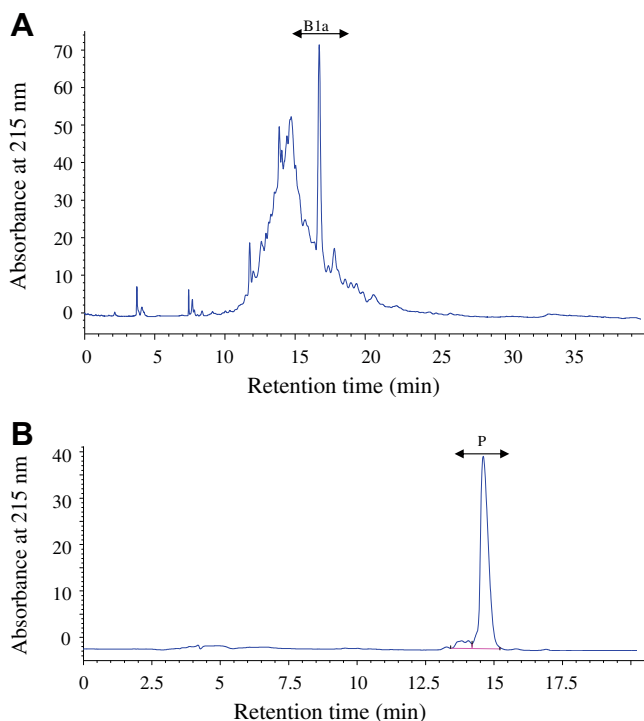 A
B1a
Absorbance at 215 nm
70
60
50
40
30
20
10
0
0 5 10 15 20 25 30 35
Retention time (min)
B
P
Absorbance at 215 nm
40
30
20
10
0
0 2.5 5 7.5 10 12.5 15 17.5
Retention time (min)